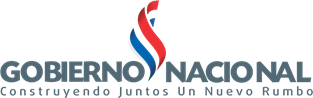 GOBIERNO NACIONAL
Construyendo Juntos Un Nuevo Rumbo